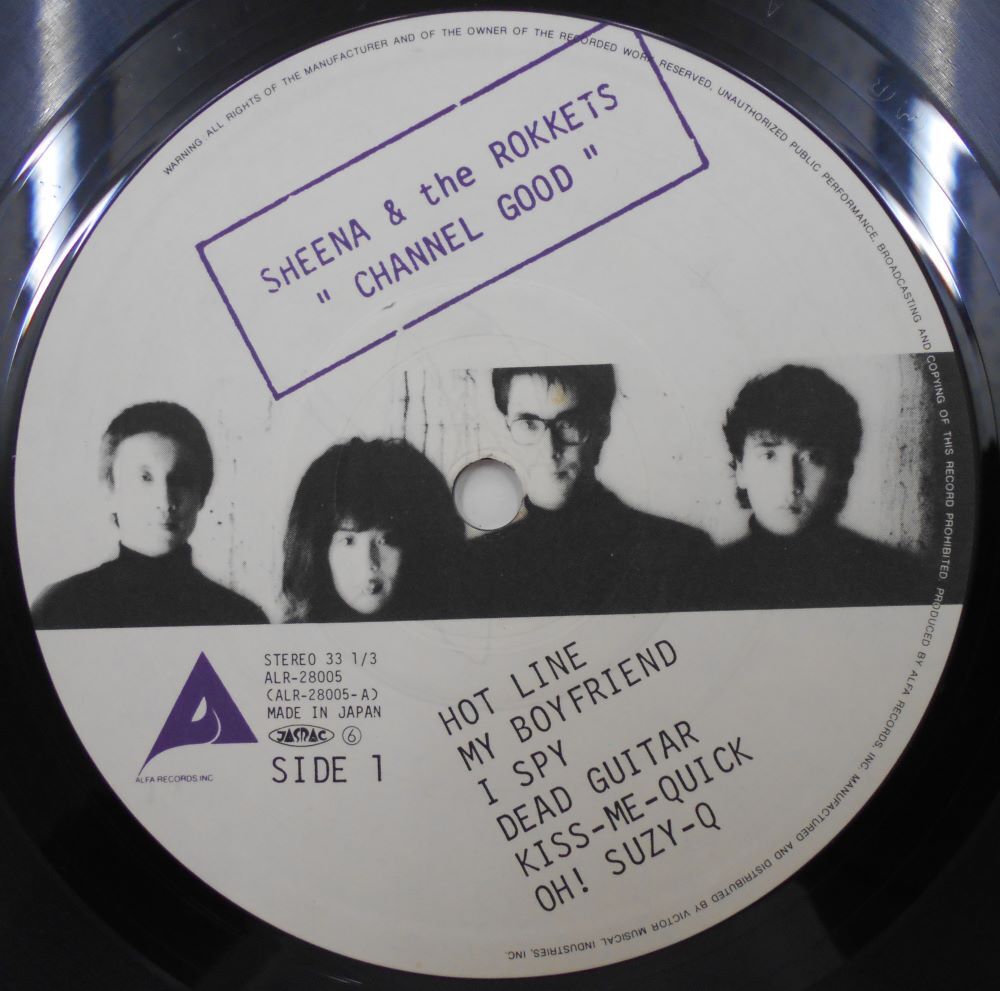 WARNING: ALL RIGHTS OF THE MANUFACTURER AND OF THE OWNER OF THE RECORDED WORK RESERVED. UNAUTHORIZED PUBLIC PERFORMANCE, BROADCASTING AND COPYING OF THIS RECORD PROHIBITED. PRODUCED BY ALFA RECORDS, INC. MANUFACTURED AND DISTRIBUTED BY VICTOR MUSICAL INDUSTRIES, INC.
SHEENA & the ROKKETS
" CHANNEL GOOD "
STEREO 33 1/3
ALR-28005
(ALR-28005-A)
MADE IN JAPAN
JASRAC ⑥
SIDE 1
ALFA RECORDS, INC
HOT LINE
MY BOYFRIEND
I SPY
DEAD GUITAR
KISS-ME-QUICK
OH! SUZY-Q